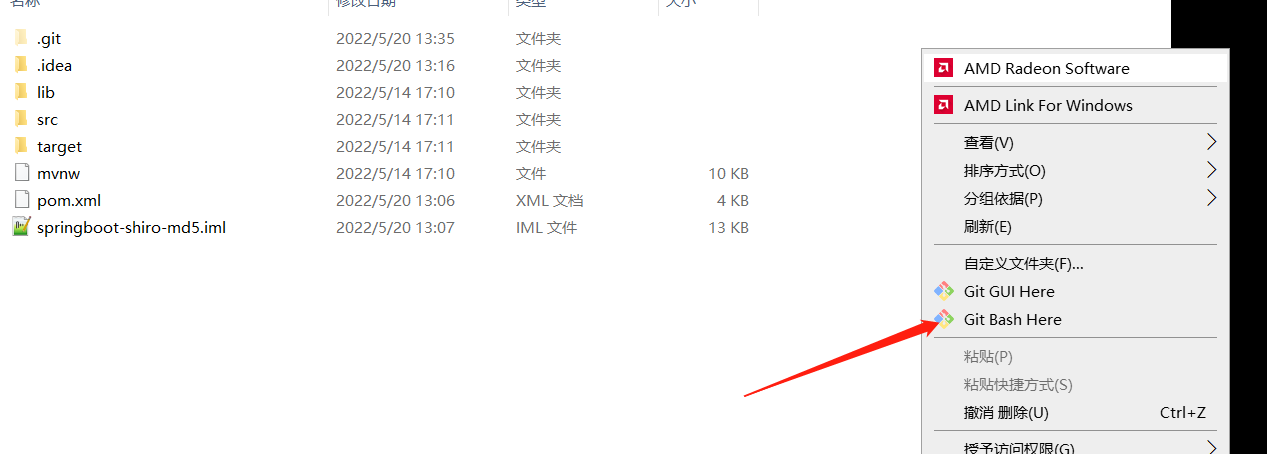 名称 修改日期 类型 大小
.git 2022/5/20 13:35 文件夹
.idea 2022/5/20 13:16 文件夹
lib 2022/5/14 17:10 文件夹
src 2022/5/14 17:11 文件夹
target 2022/5/14 17:11 文件夹
mvnw 2022/5/14 17:10 文件 10 KB
pom.xml 2022/5/20 13:06 XML 文档 4 KB
springboot-shiro-md5.iml 2022/5/20 13:07 IML 文件 13 KB
AMD Radeon Software
AMD Link For Windows
查看(V)
排序方式(O)
分组依据(P)
刷新(E)
自定义文件夹(F)...
Git GUI Here
Git Bash Here
粘贴(P)
粘贴快捷方式(S)
撤消 删除(U) Ctrl+Z
授予访问权限(G)